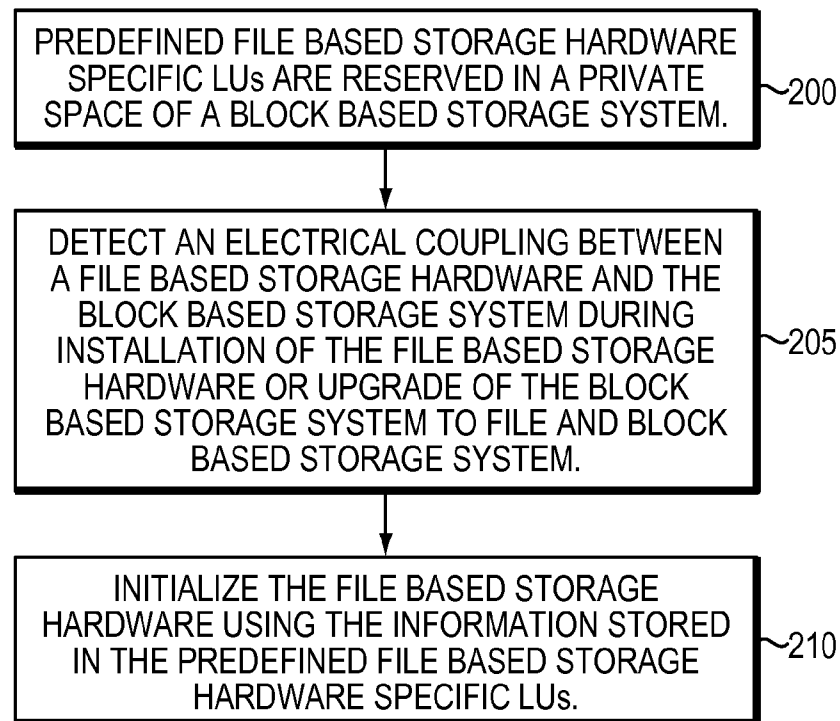 PREDEFINED FILE BASED STORAGE HARDWARE
SPECIFIC LUs ARE RESERVED IN A PRIVATE
SPACE OF A BLOCK BASED STORAGE SYSTEM.
200
DETECT AN ELECTRICAL COUPLING BETWEEN
A FILE BASED STORAGE HARDWARE AND THE
BLOCK BASED STORAGE SYSTEM DURING
INSTALLATION OF THE FILE BASED STORAGE
HARDWARE OR UPGRADE OF THE BLOCK
BASED STORAGE SYSTEM TO FILE AND BLOCK
BASED STORAGE SYSTEM.
205
INITIALIZE THE FILE BASED STORAGE
HARDWARE USING THE INFORMATION STORED
IN THE PREDEFINED FILE BASED STORAGE
HARDWARE SPECIFIC LUs.
210